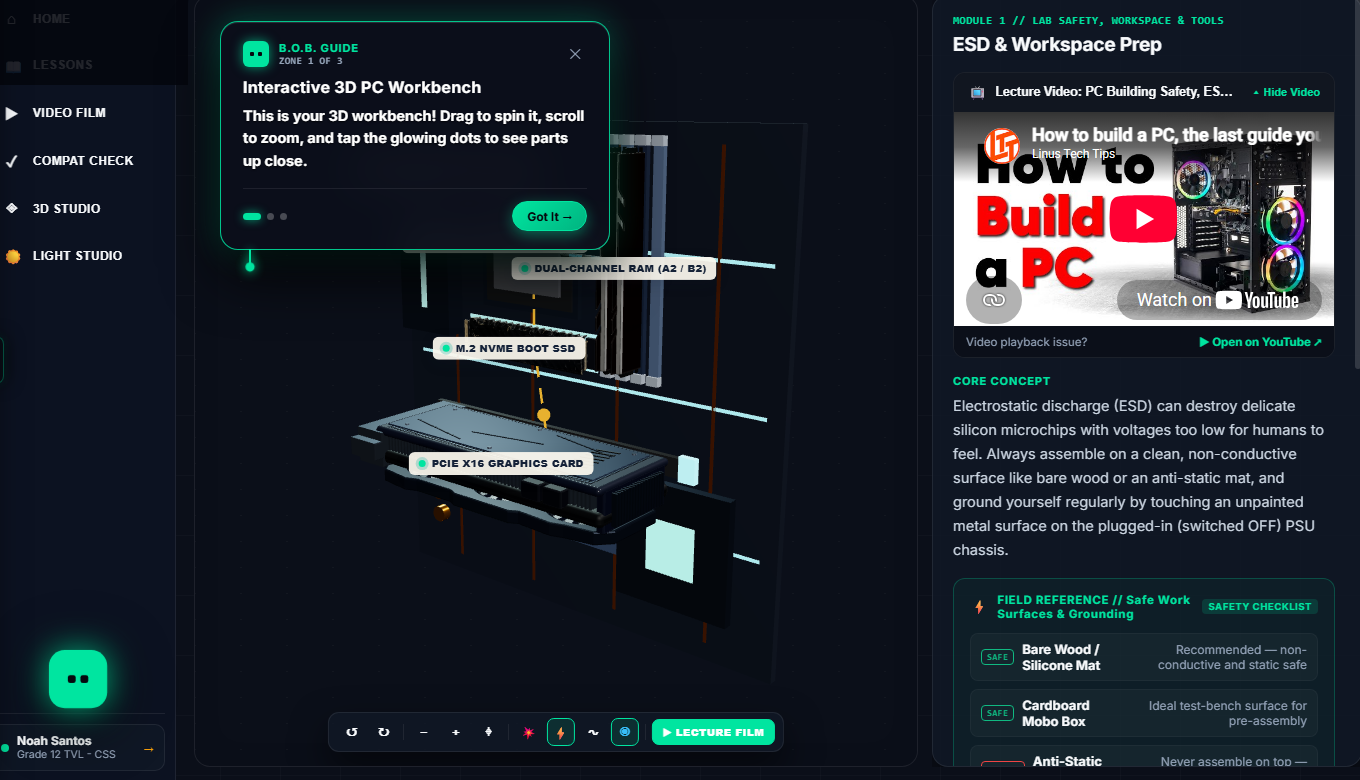 HOME
LESSONS
VIDEO FILM
COMPAT CHECK
3D STUDIO
LIGHT STUDIO
Noah Santos
Grade 12 TVL - CSS
→
B.O.B. GUIDE
ZONE 1 OF 3
Interactive 3D PC Workbench
This is your 3D workbench! Drag to spin it, scroll
to zoom, and tap the glowing dots to see parts
up close.
Got It →
DUAL-CHANNEL RAM (A2 / B2)
M.2 NVME BOOT SSD
PCIE X16 GRAPHICS CARD
▶ LECTURE FILM
MODULE 1 // LAB SAFETY, WORKSPACE & TOOLS
ESD & Workspace Prep
Lecture Video: PC Building Safety, ES...
Hide Video
How to build a PC, the last guide you
Linus Tech Tips
How to
Build
a PC
Watch on YouTube
Video playback issue?
▶ Open on YouTube ↗
CORE CONCEPT
Electrostatic discharge (ESD) can destroy delicate
silicon microchips with voltages too low for humans to
feel. Always assemble on a clean, non-conductive
surface like bare wood or an anti-static mat, and
ground yourself regularly by touching an unpainted
metal surface on the plugged-in (switched OFF) PSU
chassis.
FIELD REFERENCE // Safe Work
Surfaces & Grounding
SAFETY CHECKLIST
SAFE
Bare Wood /
Silicone Mat
Recommended — non-
conductive and static safe
SAFE
Cardboard
Mobo Box
Ideal test-bench surface for
pre-assembly
Anti-Static
Never assemble on top —